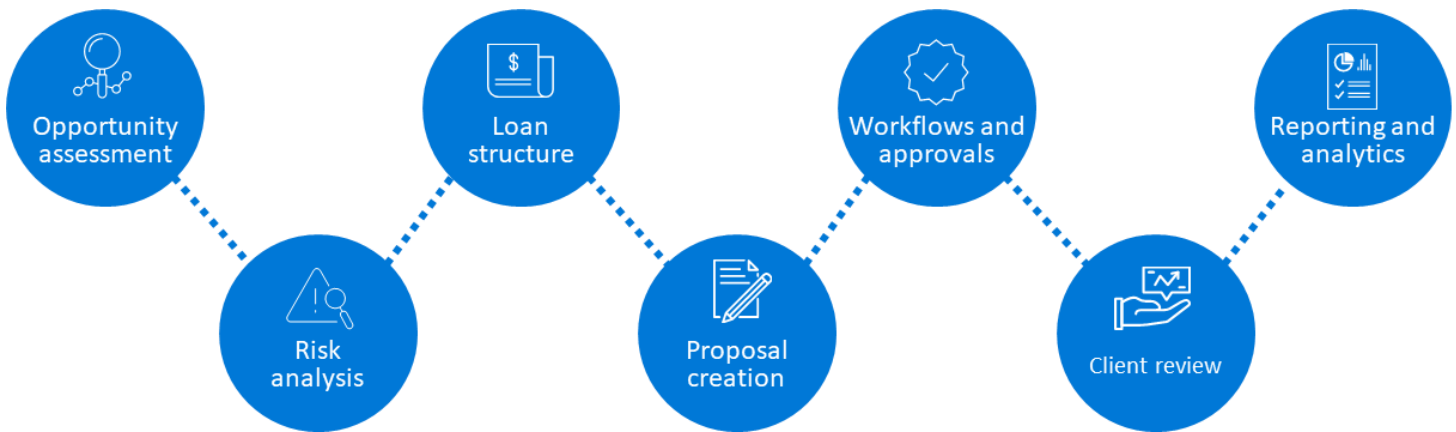 Opportunity
assessment
Risk
analysis
$
Loan
structure
Proposal
creation
Workflows and
approvals
Client review
Reporting and
analytics